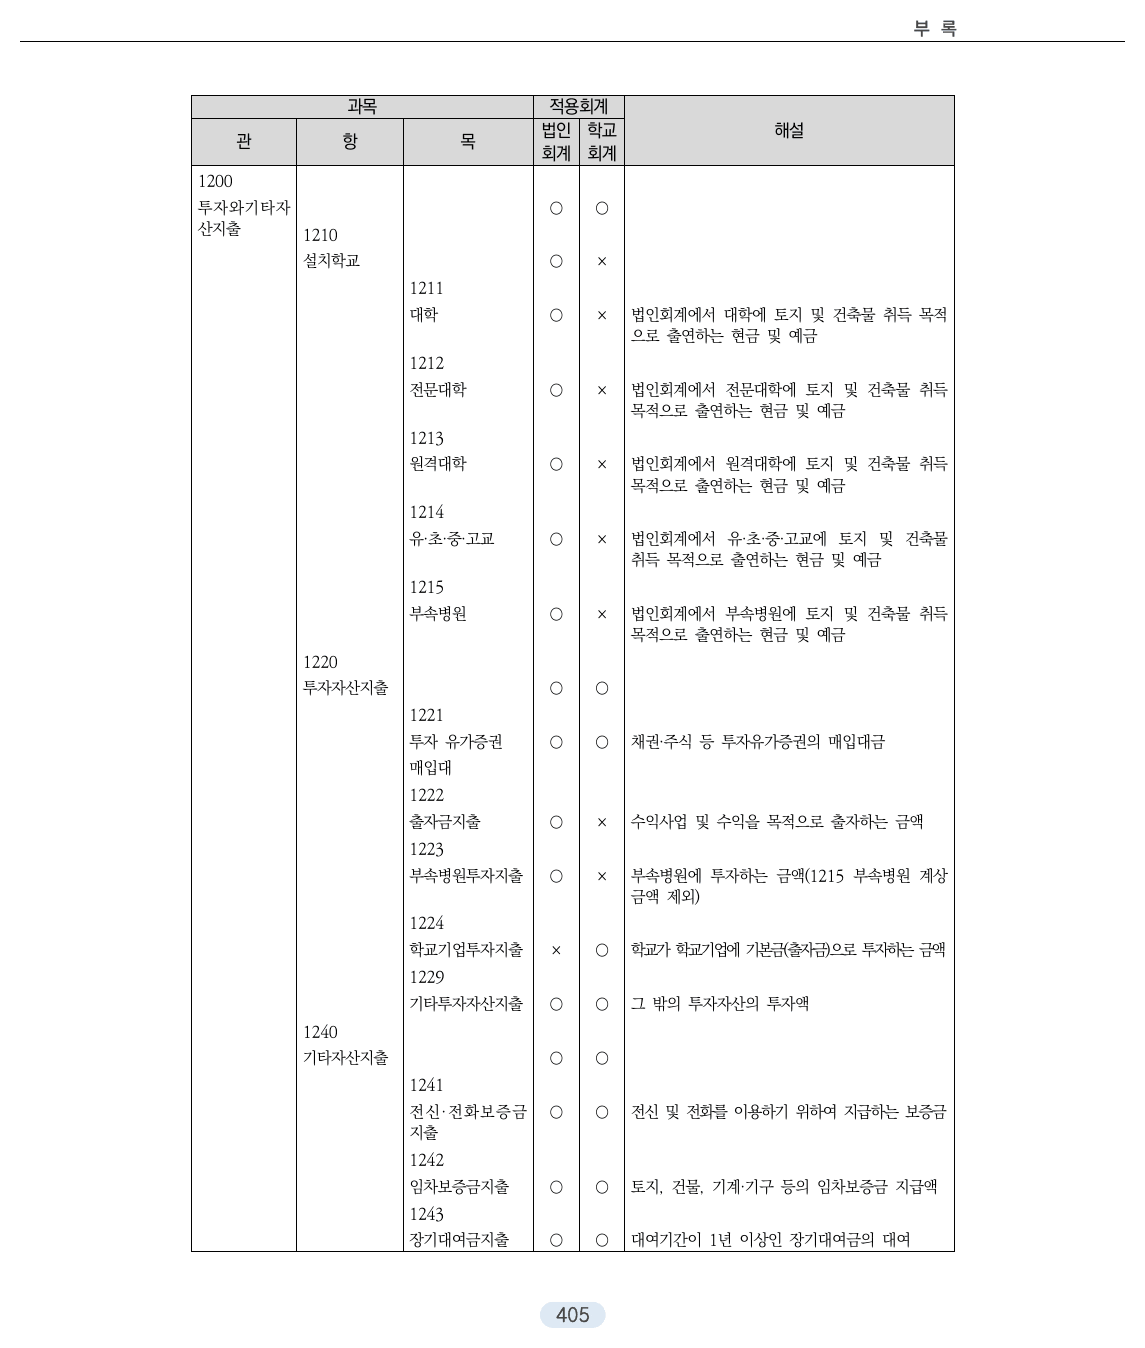 부 록
과목 적용회계 해설
관 항 목 법인 회계 학교 회계
1200
투자와기타자 ○ ○
산지출
1210
설치학교 ○ ×
1211
대학 ○ × 법인회계에서 대학에 토지 및 건축물 취득 목적
으로 출연하는 현금 및 예금
1212
전문대학 ○ × 법인회계에서 전문대학에 토지 및 건축물 취득
목적으로 출연하는 현금 및 예금
1213
원격대학 ○ × 법인회계에서 원격대학에 토지 및 건축물 취득
목적으로 출연하는 현금 및 예금
1214
유·초·중·고교 ○ × 법인회계에서 유·초·중·고교에 토지 및 건축물
취득 목적으로 출연하는 현금 및 예금
1215
부속병원 ○ × 법인회계에서 부속병원에 토지 및 건축물 취득
목적으로 출연하는 현금 및 예금
1220
투자자산지출 ○ ○
1221
투자 유가증권 ○ ○ 채권·주식 등 투자유가증권의 매입대금
매입대
1222
출자금지출 ○ × 수익사업 및 수익을 목적으로 출자하는 금액
1223
부속병원투자지출 ○ × 부속병원에 투자하는 금액(1215 부속병원 계상
금액 제외)
1224
학교기업투자지출 × ○ 학교가 학교기업에 기본금(출자금)으로 투자하는 금액
1229
기타투자자산지출 ○ ○ 그 밖의 투자자산의 투자액
1240
기타자산지출 ○ ○
1241
전신·전화보증금 ○ ○ 전신 및 전화를 이용하기 위하여 지급하는 보증금
지출
1242
임차보증금지출 ○ ○ 토지, 건물, 기계·기구 등의 임차보증금 지급액
1243
장기대여금지출 ○ ○ 대여기간이 1년 이상인 장기대여금의 대여
405